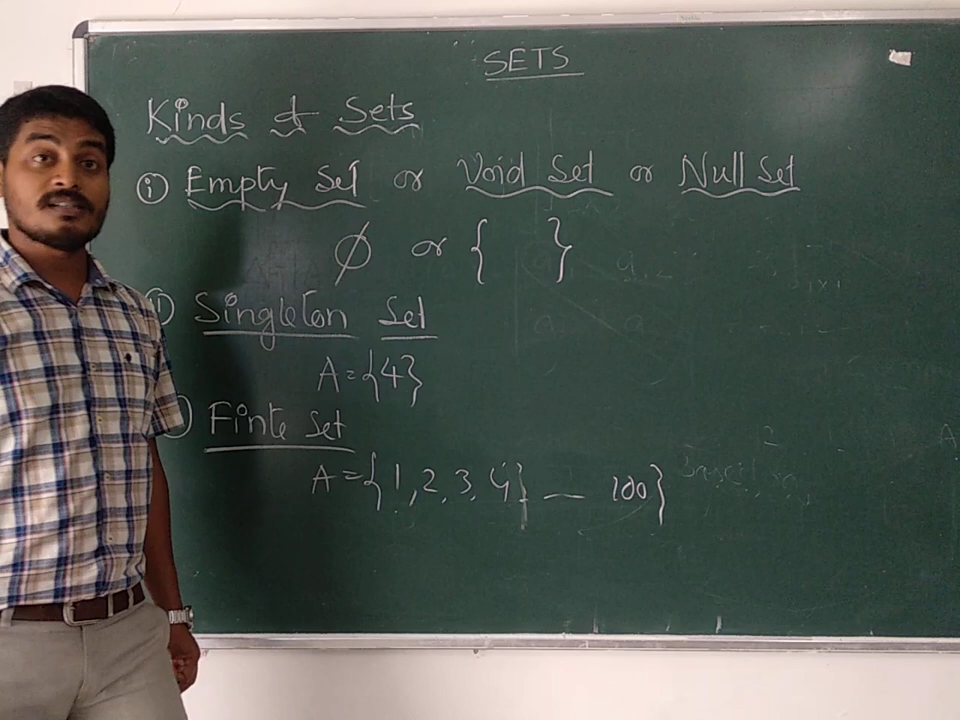 SETS
Kinds of Sets
(i) Empty Set or Void Set or Null Set
∅ or { }
Singleton Set
A={4}
Finte Set
A={1,2,3,4} — 100}